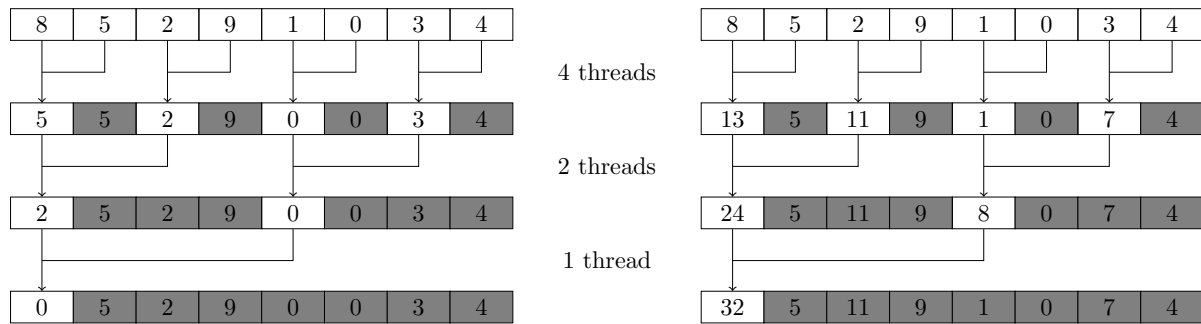 8 5 2 9 1 0 3 4 8 5 2 9 1 0 3 4
4 threads
5 5 2 9 0 0 3 4 13 5 11 9 1 0 7 4
2 threads
2 5 2 9 0 0 3 4 24 5 11 9 8 0 7 4
1 thread
0 5 2 9 0 0 3 4 32 5 11 9 1 0 7 4